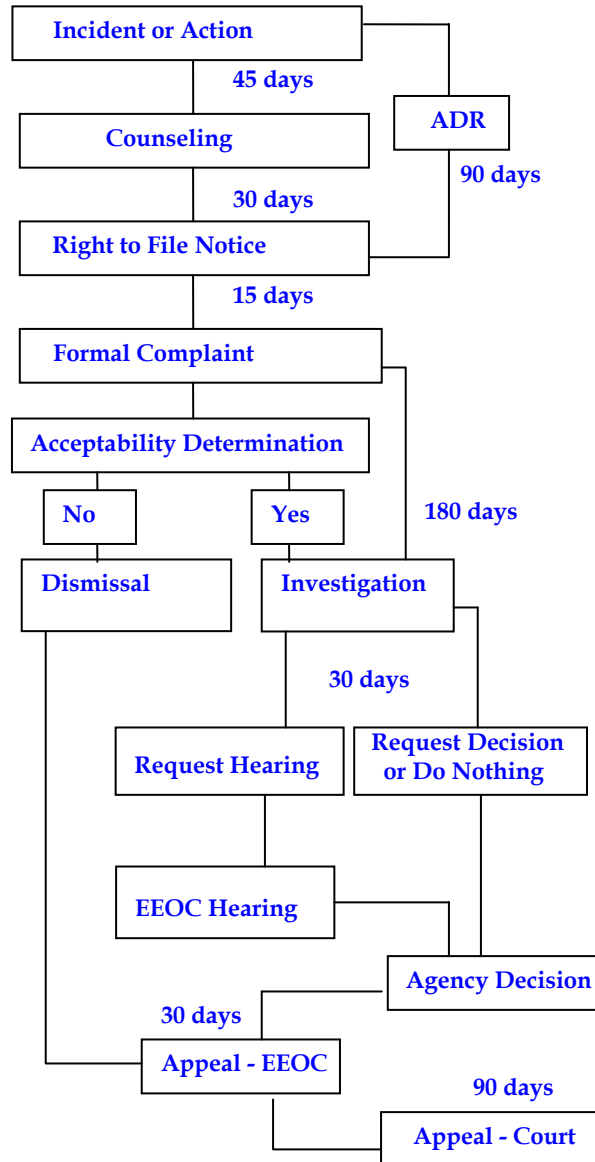 Incident or Action
45 days
ADR
Counseling
90 days
30 days
Right to File Notice
15 days
Formal Complaint
Acceptability Determination
No
Yes
180 days
Dismissal
Investigation
30 days
Request Hearing
Request Decision
or Do Nothing
EEOC Hearing
Agency Decision
30 days
Appeal - EEOC
90 days
Appeal - Court